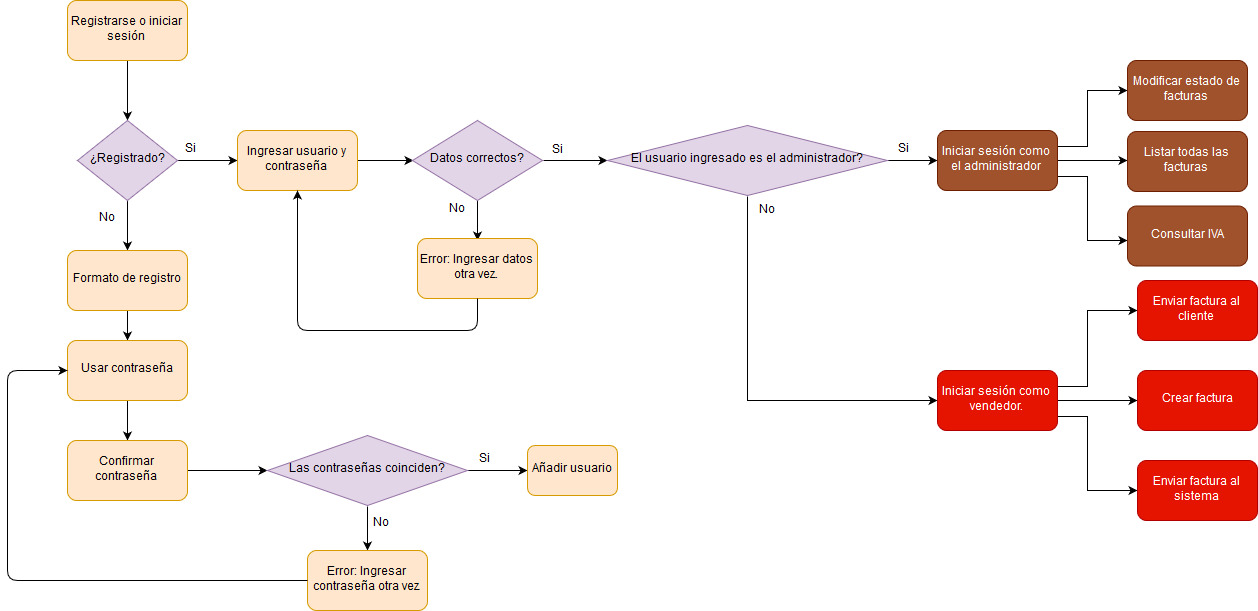 Registrarse o iniciar
sesión
¿Registrado?
Si
No
Ingresar usuario y
contraseña
Datos correctos?
Si
No
Error: Ingresar datos
otra vez.
El usuario ingresado es el administrador?
Si
No
Iniciar sesión como
el administrador
Modificar estado de
facturas
Listar todas las
facturas
Consultar IVA
Iniciar sesión como
vendedor.
Enviar factura al
cliente
Crear factura
Enviar factura al
sistema
Formato de registro
Usar contraseña
Confirmar
contraseña
Las contraseñas coinciden?
Si
No
Añadir usuario
Error: Ingresar
contraseña otra vez